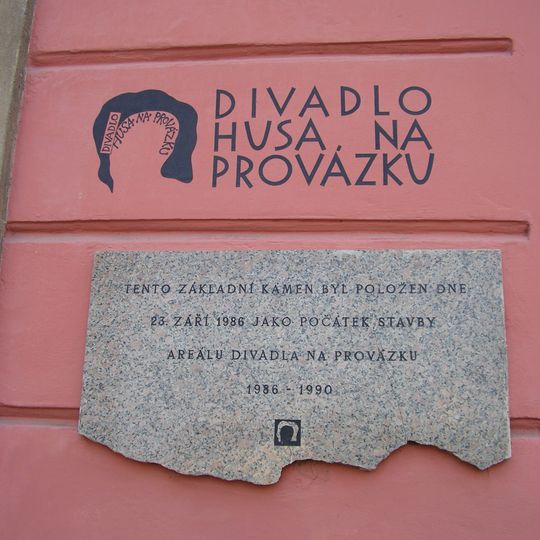 DIVADLO
HUSA NA
PROVÁZKU
DIVADLO
HUSA NA PROVÁZKU
TENTO ZÁKLADNÍ KAMEN BYL POLOŽEN DNE
23. ZÁŘÍ 1986 JAKO POČÁTEK STAVBY
AREÁLU DIVADLA NA PROVÁZKU
1986 - 1990